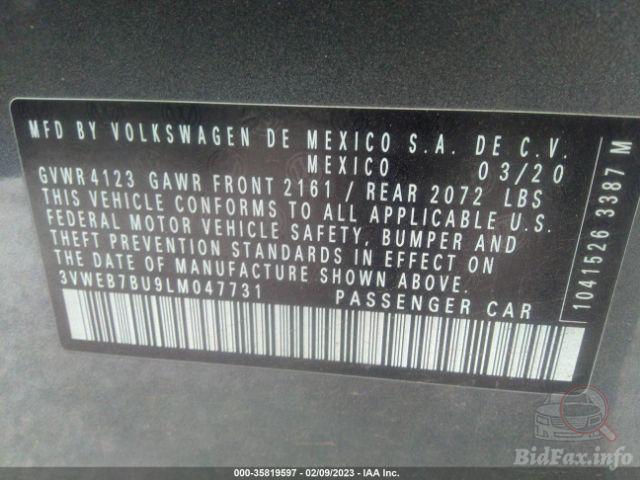 MFD BY VOLKSWAGEN DE MEXICO S.A. DE C.V.
MEXICO 03/20
GVWR 4123 GAWR FRONT 2161 / REAR 2072 LBS
THIS VEHICLE CONFORMS TO ALL APPLICABLE U.S.
FEDERAL MOTOR VEHICLE SAFETY, BUMPER AND
THEFT PREVENTION STANDARDS IN EFFECT ON
THE DATE OF MANUFACTURE SHOWN ABOVE.
3VWEB7BU9LM047731 PASSENGER CAR
1041526 3387 M
BidFax.info
000-35819597 - 02/09/2023 - IAA Inc.